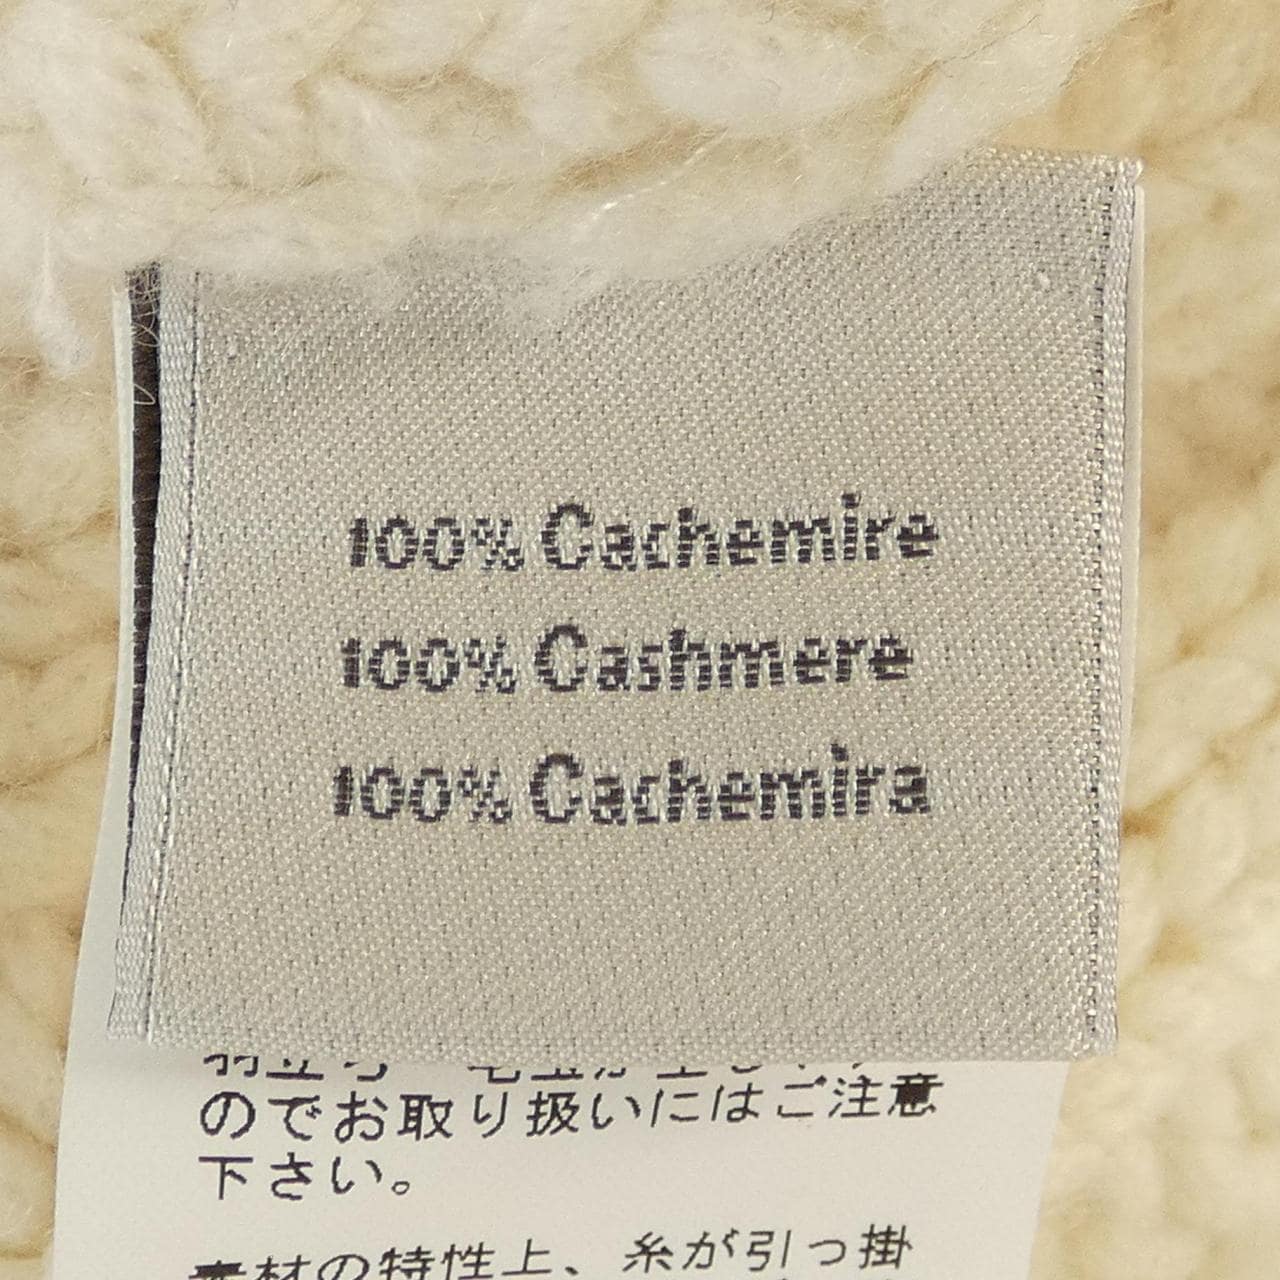 100% Cachemire
100% Cashmere
100% Cachemira
のでお取り扱いにはご注意
下さい。
素材の特性上、糸が引っ掛